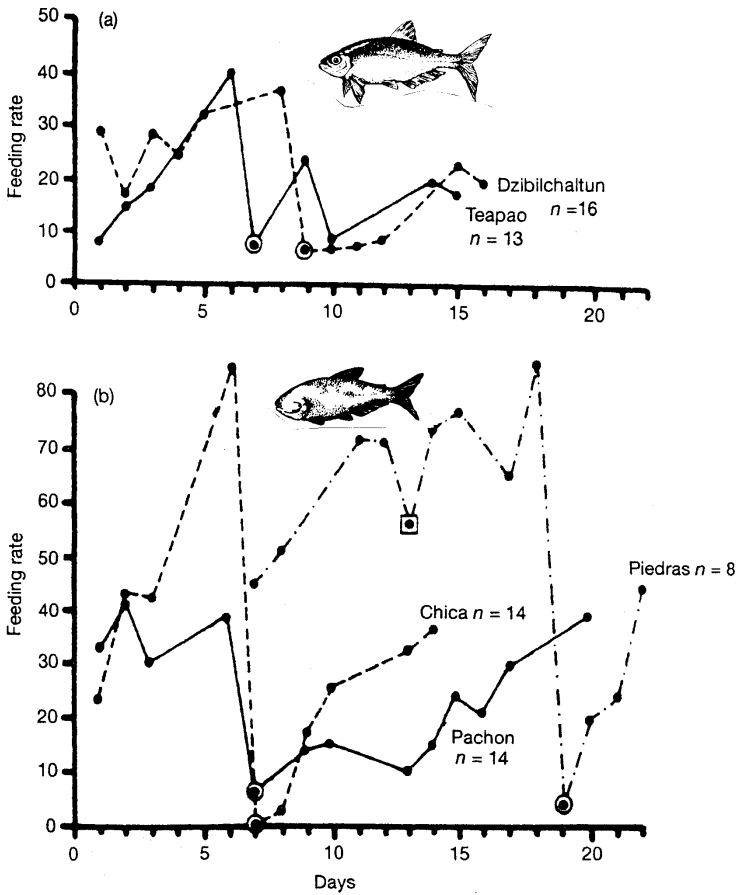 (a)
50
40
30
20
10
0
Feeding rate
Dzibilchaltun
n =16
Teapao
n = 13
0 5 10 15 20
(b)
80
70
60
50
40
30
20
10
0
Feeding rate
Piedras n = 8
Chica n = 14
Pachon
n = 14
0 5 10 15 20
Days